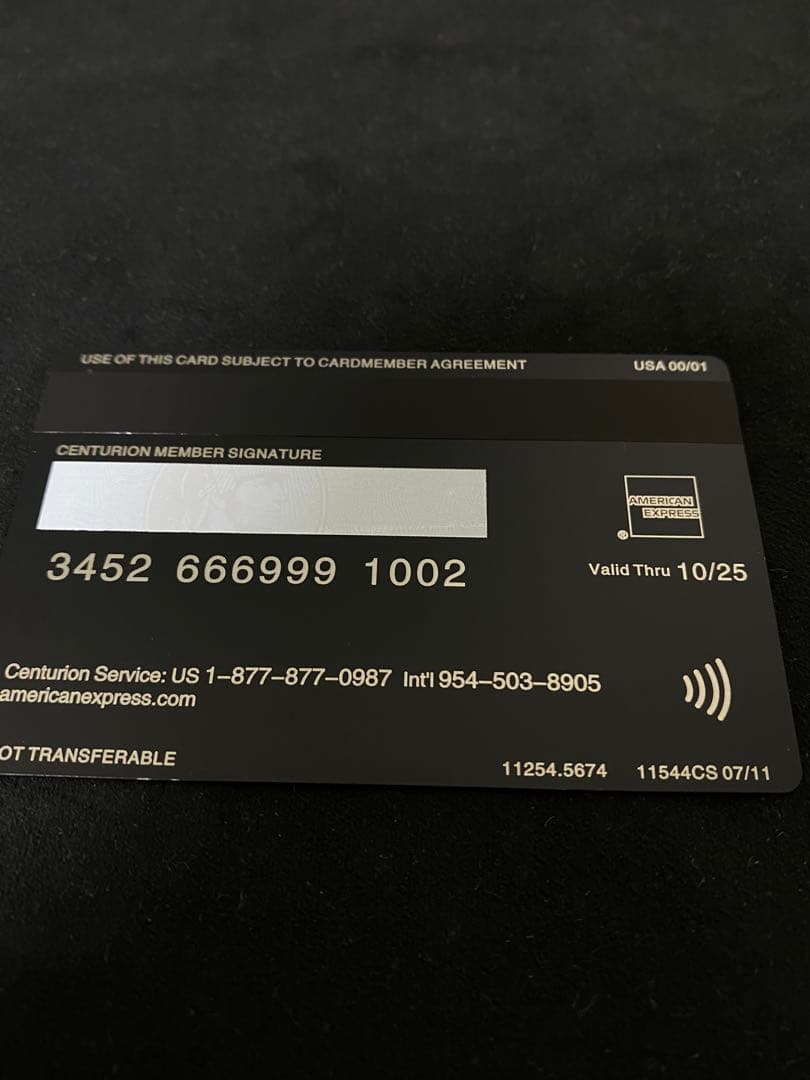 USE OF THIS CARD SUBJECT TO CARDMEMBER AGREEMENT USA 00/01
CENTURION MEMBER SIGNATURE
AMERICAN
EXPRESS
®
3452 666999 1002 Valid Thru 10/25
Centurion Service: US 1–877–877–0987 Int'l 954–503–8905
americanexpress.com
OT TRANSFERABLE 11254.5674 11544CS 07/11